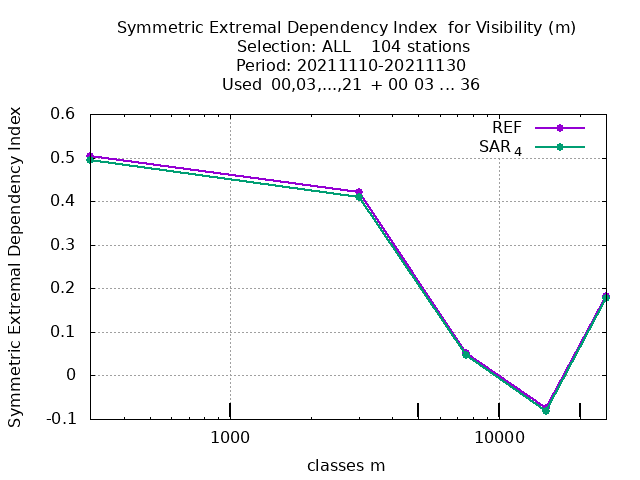 Symmetric Extremal Dependency Index  for Visibility (m)
Selection: ALL    104 stations
Period: 20211110-20211130
Used  00,03,...,21  + 00 03 ... 36
Symmetric Extremal Dependency Index
0.6
0.5
0.4
0.3
0.2
0.1
0
-0.1
REF
SAR 4
1000
10000
classes m